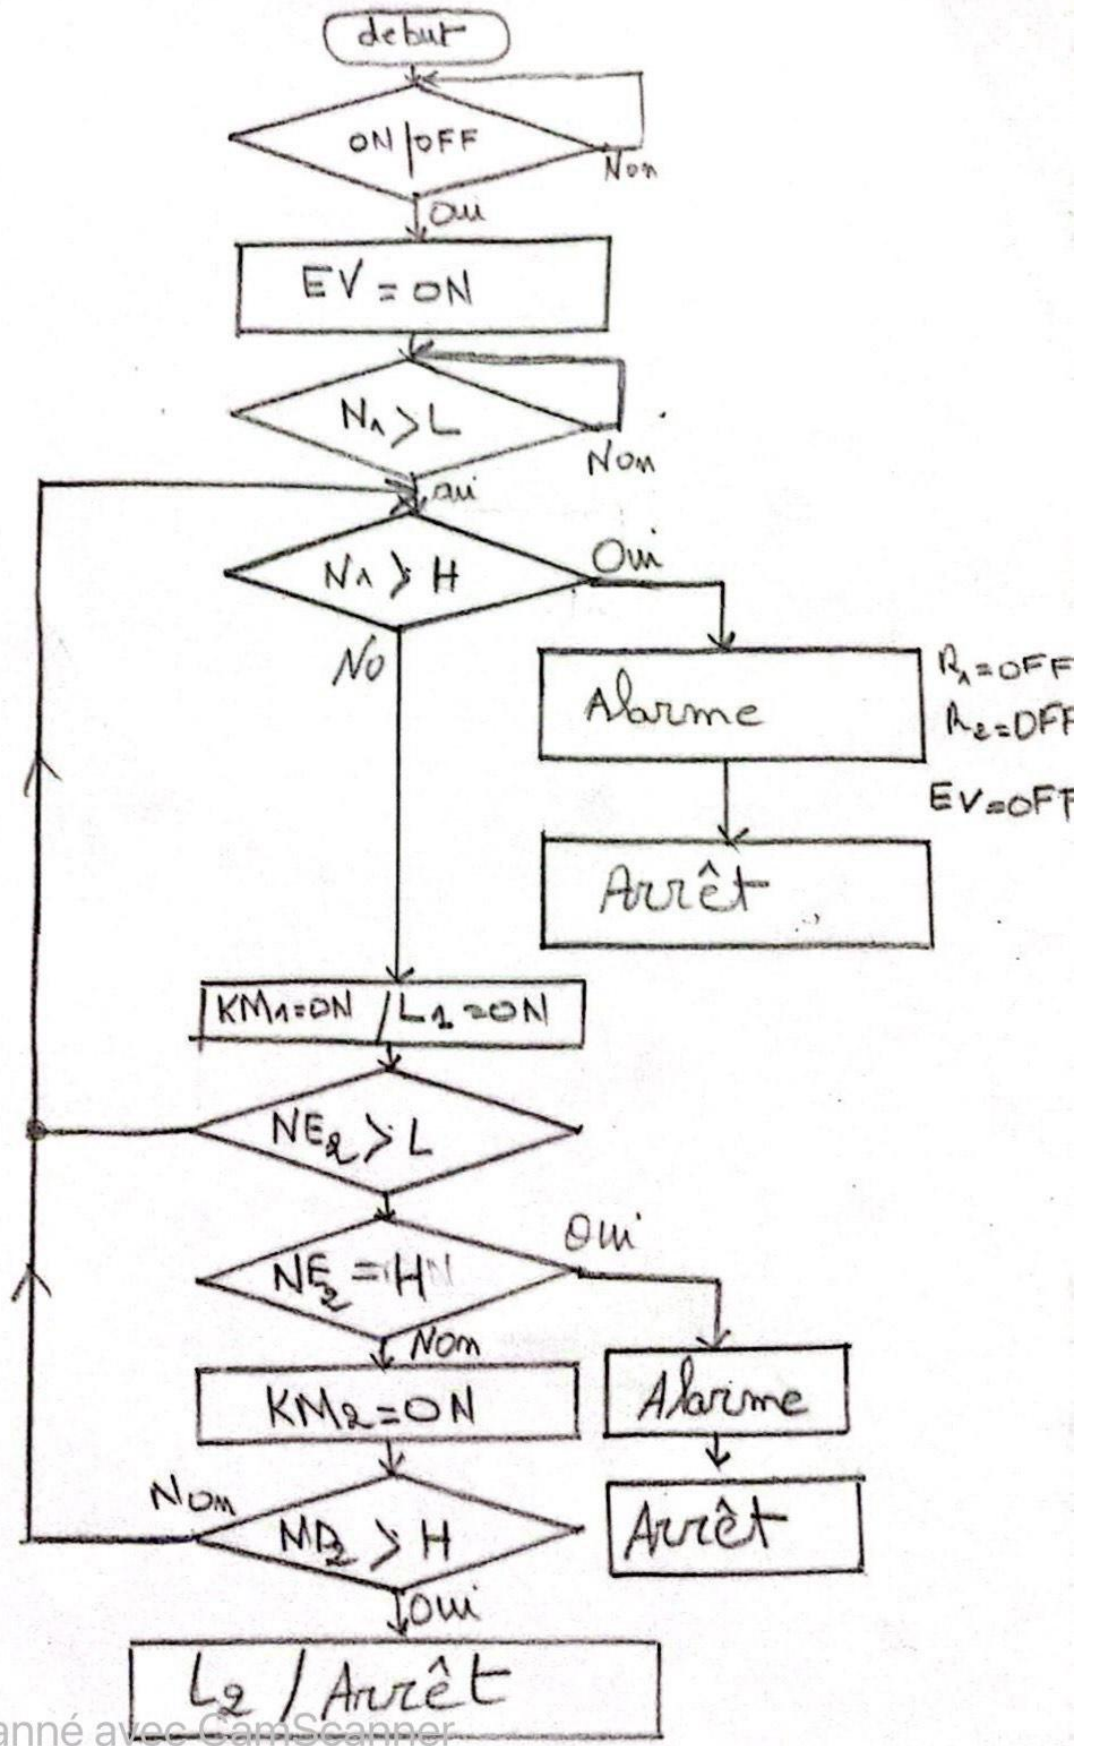 debut
ON/OFF
Non
Oui
EV = ON
N1 > L
Non
oui
N1 > H
Oui
No
Alarme
R1=OFF
R2=OFF
EV=OFF
Arrêt
KM1=ON / L1=ON
NE2 > L
NE2 = H
Oui
Non
KM2=ON
Alarme
Non
> H
Arrêt
Oui
L2 / Arrêt
anné avec CamScanner